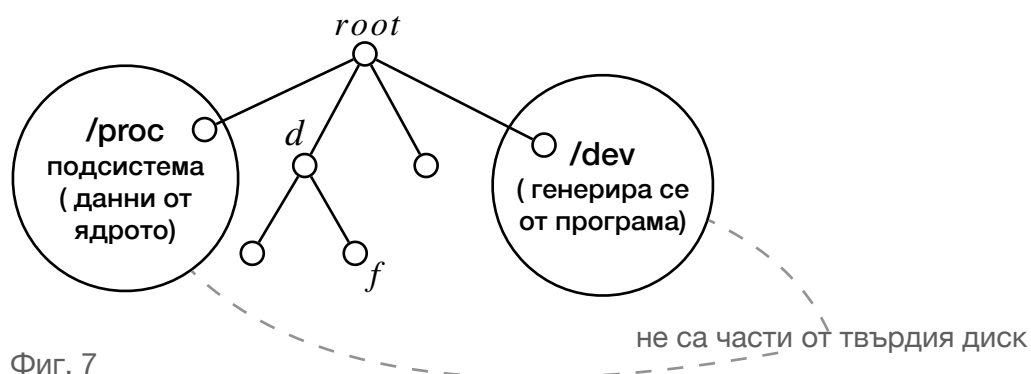 root
/proc
подсистема
( данни от
ядрото)
d
/dev
( генерира се
от програма)
f
не са части от твърдия диск
Фиг. 7